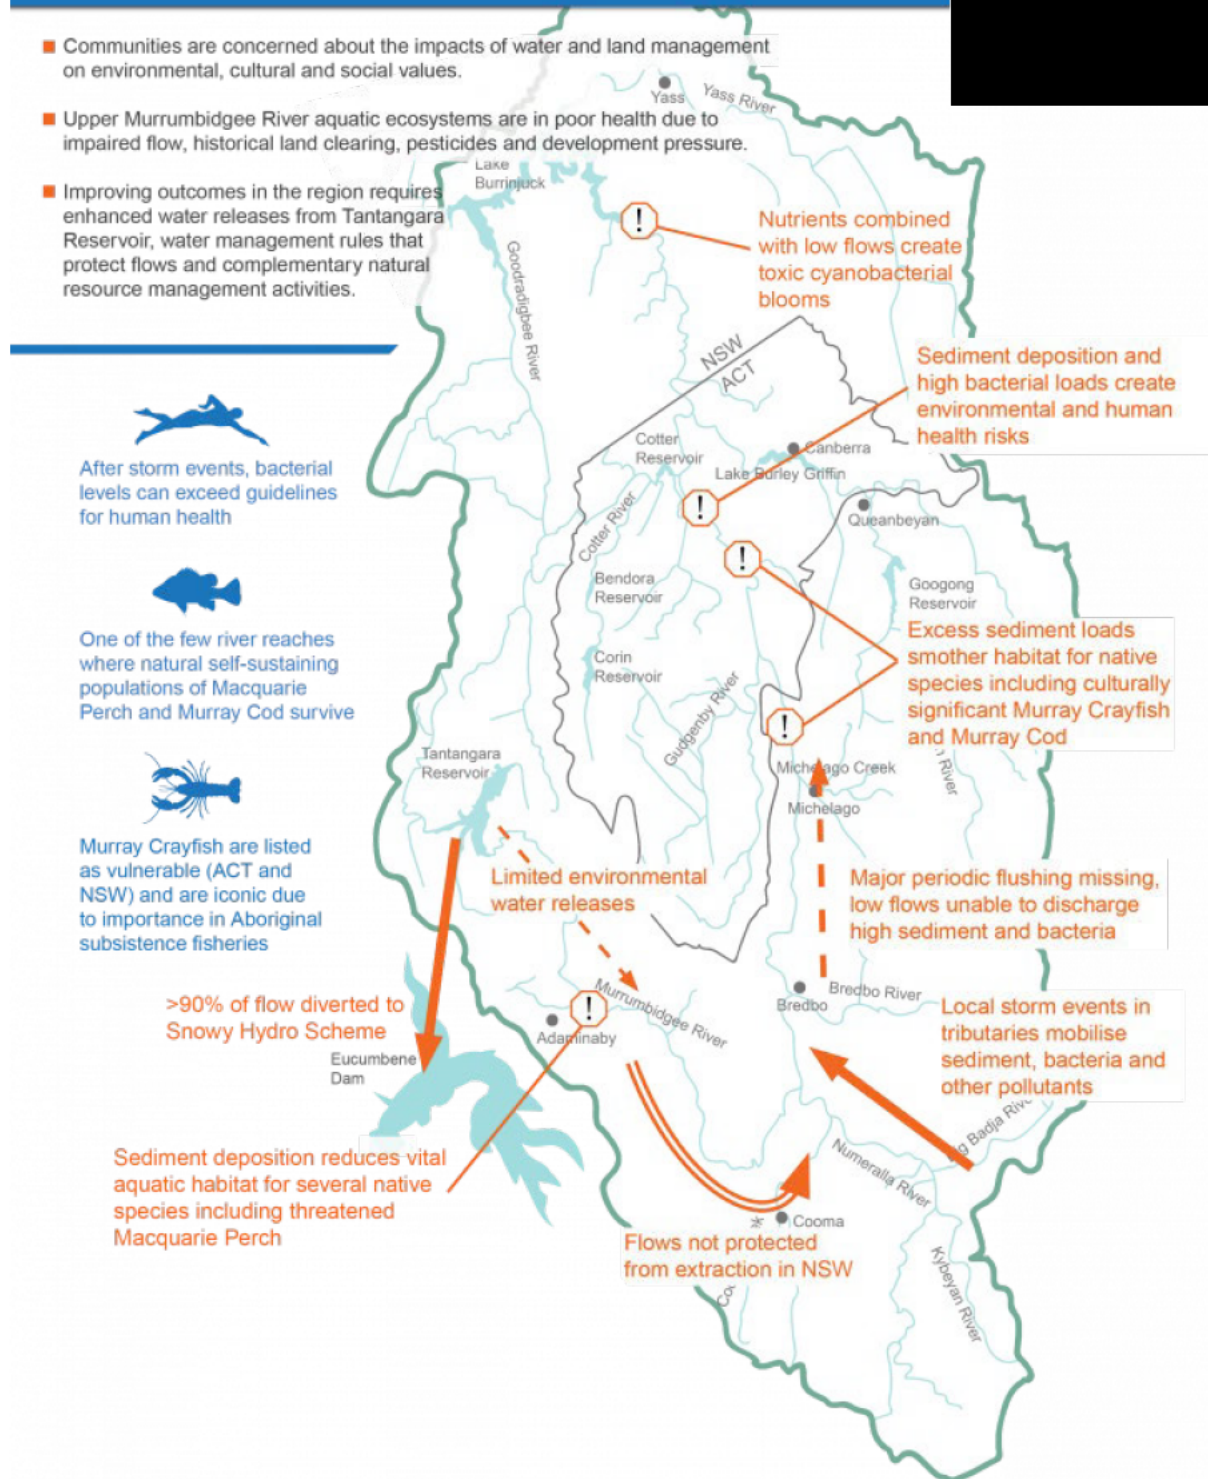 Communities are concerned about the impacts of water and land management
on environmental, cultural and social values.
Upper Murrumbidgee River aquatic ecosystems are in poor health due to
impaired flow, historical land clearing, pesticides and development pressure.
Improving outcomes in the region requires
enhanced water releases from Tantangara
Reservoir, water management rules that
protect flows and complementary natural
resource management activities.
Yass
Yass River
Lake
Burrinjuck
Goodradigbee River
!
Nutrients combined
with low flows create
toxic cyanobacterial
blooms
NSW
ACT
Sediment deposition and
high bacterial loads create
environmental and human
health risks
After storm events, bacterial
levels can exceed guidelines
for human health
Cotter
Reservoir
Canberra
Lake Burley Griffin
!
Queanbeyan
Cotter River
!
Bendora
Reservoir
Googong
Reservoir
One of the few river reaches
where natural self-sustaining
populations of Macquarie
Perch and Murray Cod survive
Corin
Reservoir
Excess sediment loads
smother habitat for native
species including culturally
significant Murray Crayfish
and Murray Cod
Gudgenby River
!
River
Tantangara
Reservoir
Michelago Creek
Michelago
Murray Crayfish are listed
as vulnerable (ACT and
NSW) and are iconic due
to importance in Aboriginal
subsistence fisheries
Limited environmental
water releases
Major periodic flushing missing,
low flows unable to discharge
high sediment and bacteria
>90% of flow diverted to
Snowy Hydro Scheme
Eucumbene
Dam
!
Adaminaby
Murrumbidgee River
Bredbo
Bredbo River
Local storm events in
tributaries mobilise
sediment, bacteria and
other pollutants
Badja
Numeralla River
Sediment deposition reduces vital
aquatic habitat for several native
species including threatened
Macquarie Perch
Cooma
Flows not protected
from extraction in NSW
Kybeyan River